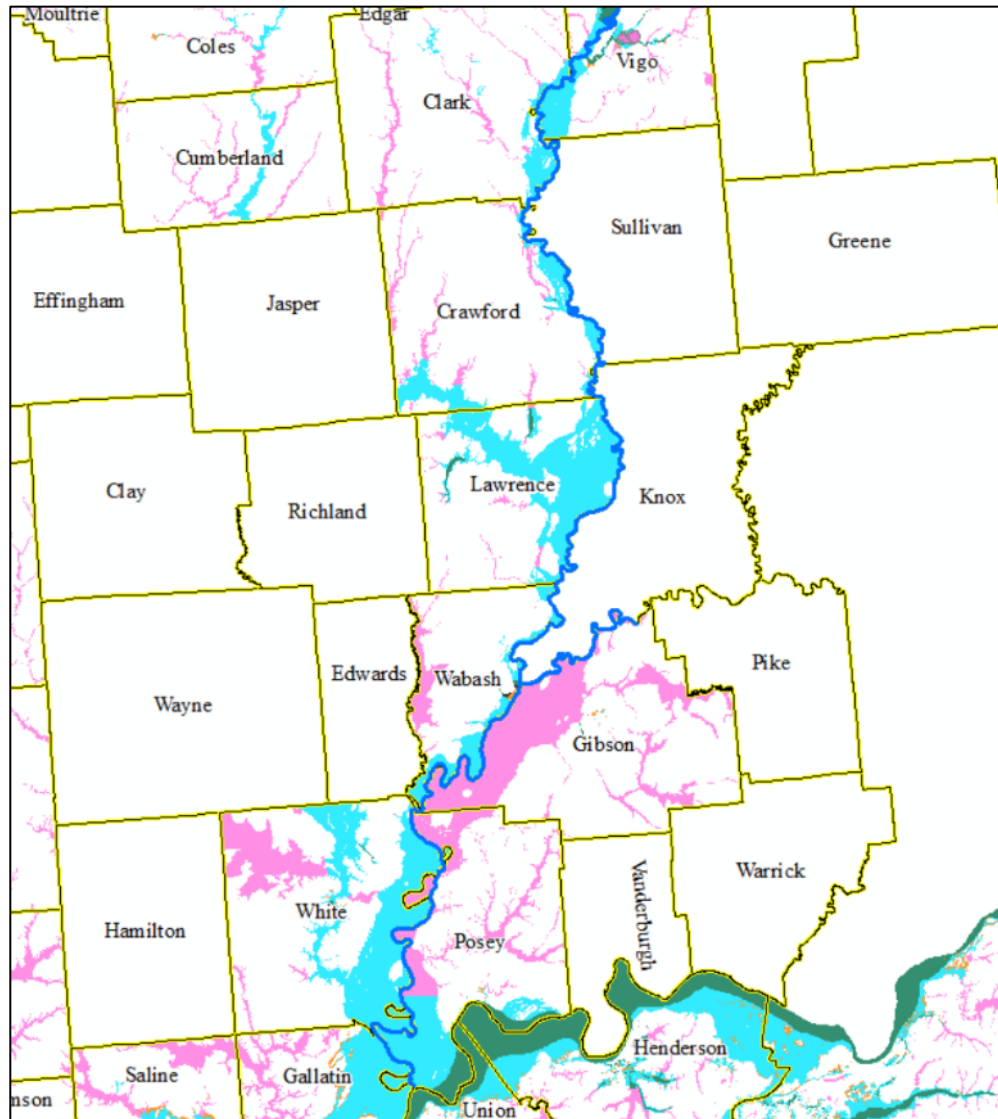 Moultrie
Edgar
Coles
Vigo
Clark
Cumberland
Sullivan
Greene
Effingham
Jasper
Crawford
Clay
Lawrence
Knox
Richland
Edwards
Wabash
Pike
Wayne
Gibson
Warrick
Vanderburgh
White
Hamilton
Posey
Henderson
Saline
Gallatin
nson
Union